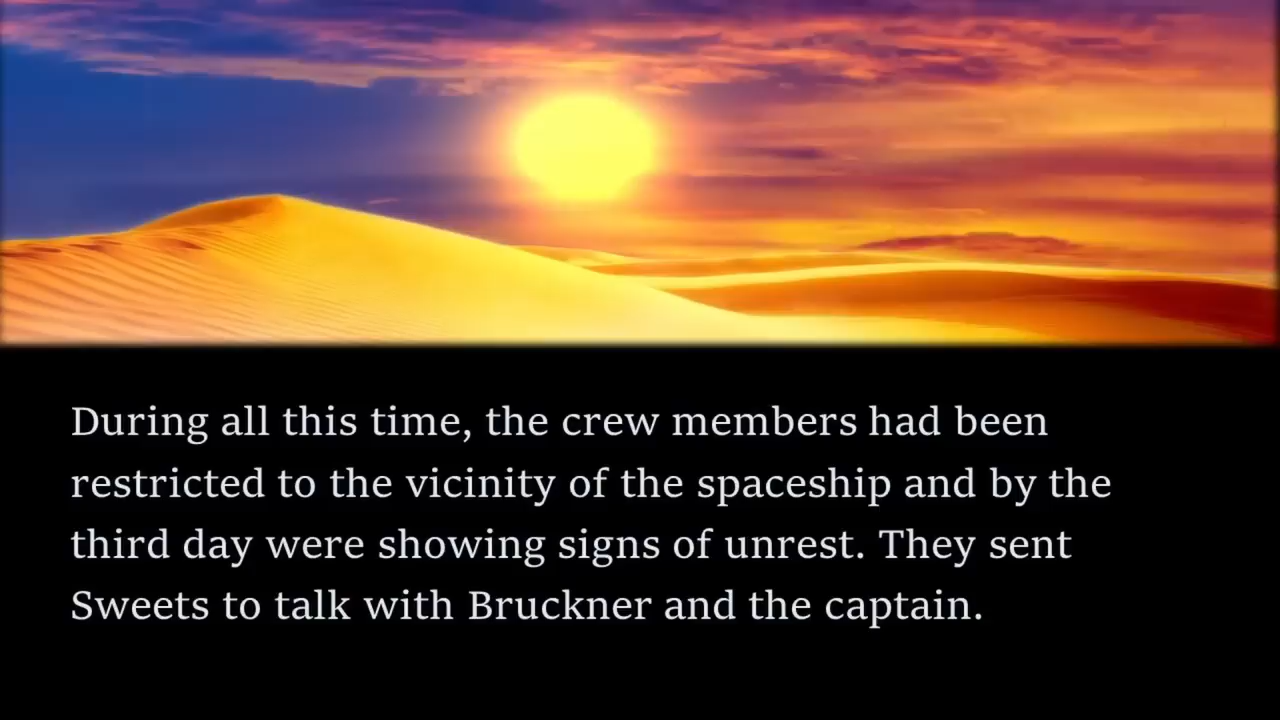 During all this time, the crew members had been
restricted to the vicinity of the spaceship and by the
third day were showing signs of unrest. They sent
Sweets to talk with Bruckner and the captain.